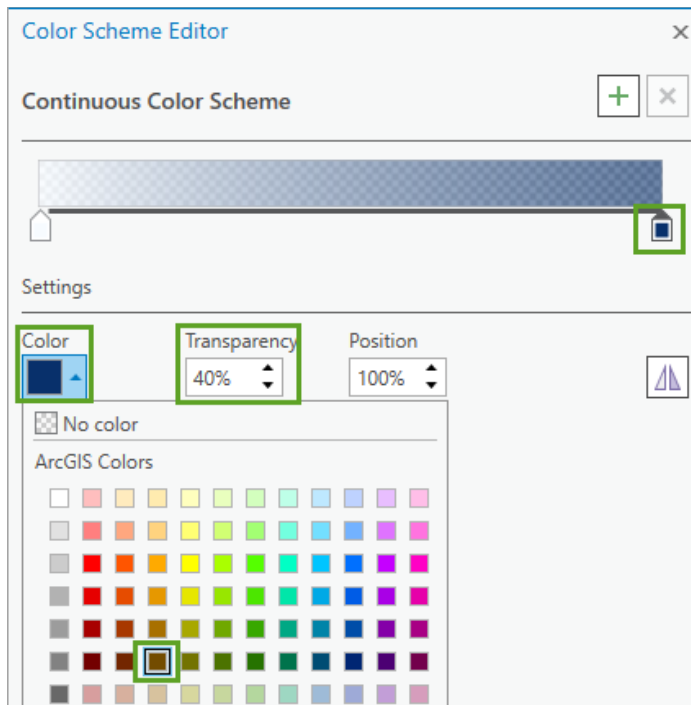 Color Scheme Editor
Continuous Color Scheme
Settings
Color Transparency Position
40% 100%
No color
ArcGIS Colors